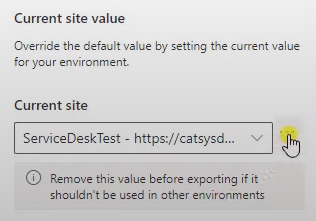 Current site value
Override the default value by setting the current value
for your environment.
Current site
ServiceDeskTest - https://catsysd...
Remove this value before exporting if it
shouldn't be used in other environments